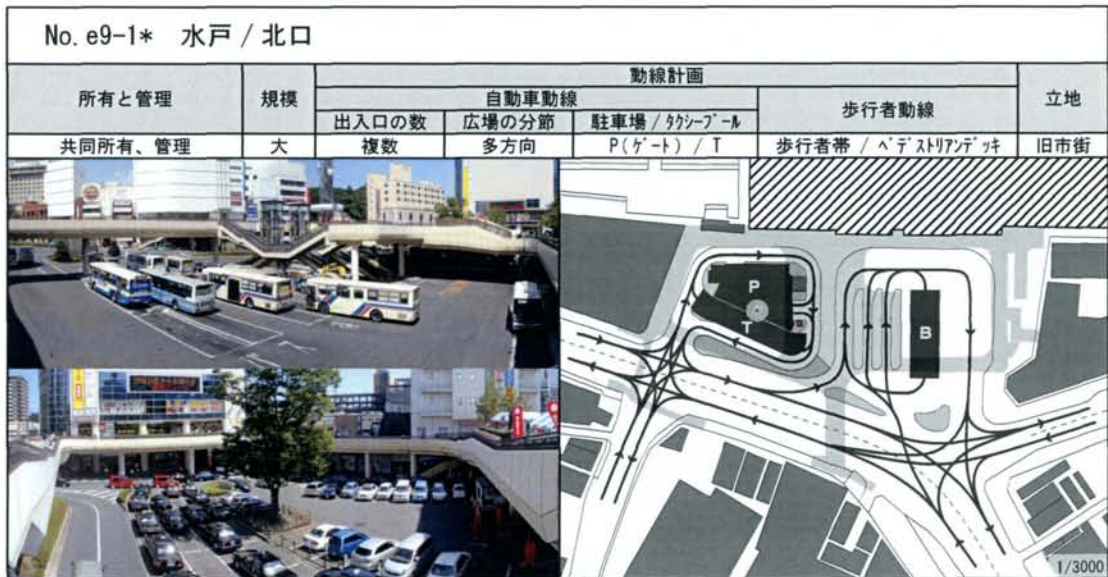 No. e9-1* 水戸 / 北口
所有と管理
規模
動線計画
立地
自動車動線
歩行者動線
出入口の数
広場の分節
駐車場 / タクシープール
共同所有、管理
大
複数
多方向
P(ゲート) / T
歩行者帯 / ペデストリアンデッキ
旧市街
P
T
B
1/3000